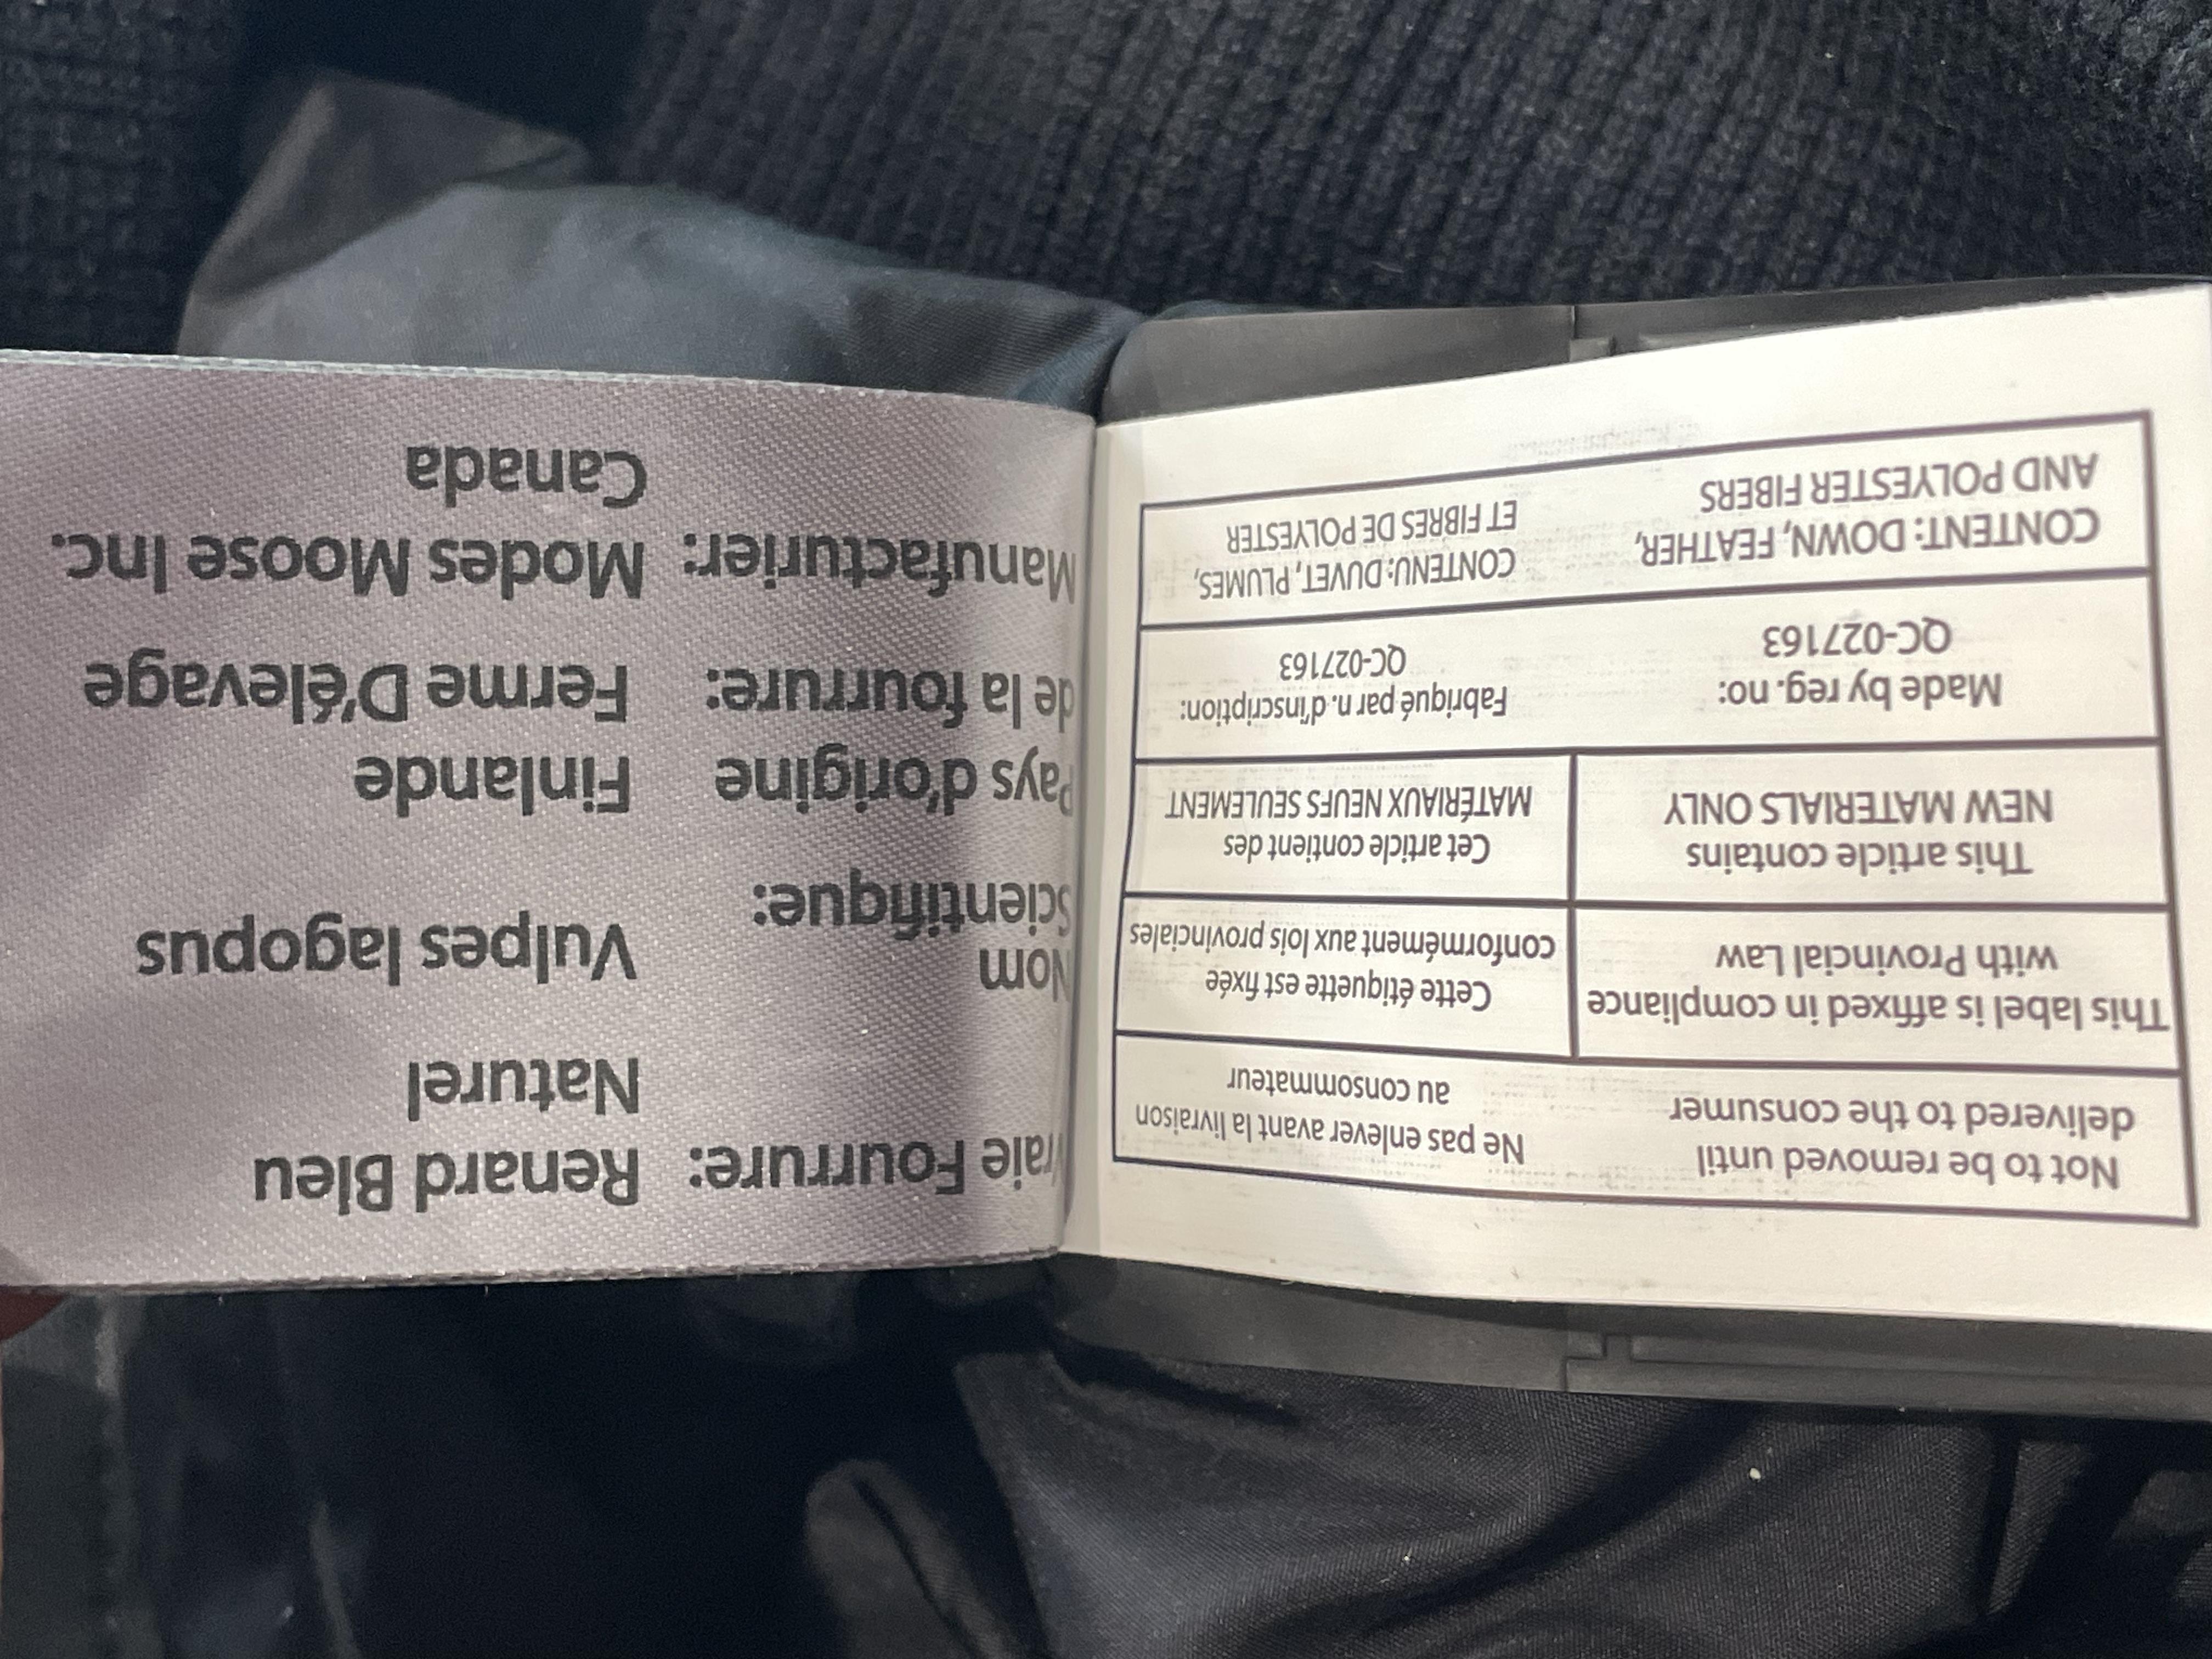 Not to be removed until
delivered to the consumer
Ne pas enlever avant la livraison
au consommateur
This label is affixed in compliance
with Provincial Law
Cette étiquette est fixée
conformément aux lois provinciales
This article contains
NEW MATERIALS ONLY
Cet article contient des
MATÉRIAUX NEUFS SEULEMENT
Made by reg. no:
QC-027163
Fabriqué par n. d'inscription:
QC-027163
CONTENT: DOWN, FEATHER,
AND POLYESTER FIBERS
CONTENU: DUVET, PLUMES,
ET FIBRES DE POLYESTER
Vraie Fourrure: Renard Bleu
Naturel
Nom
Scientifique: Vulpes lagopus
Pays d'origine Finlande
de la fourrure: Ferme D'élevage
Manufacturier: Modes Moose Inc.
Canada